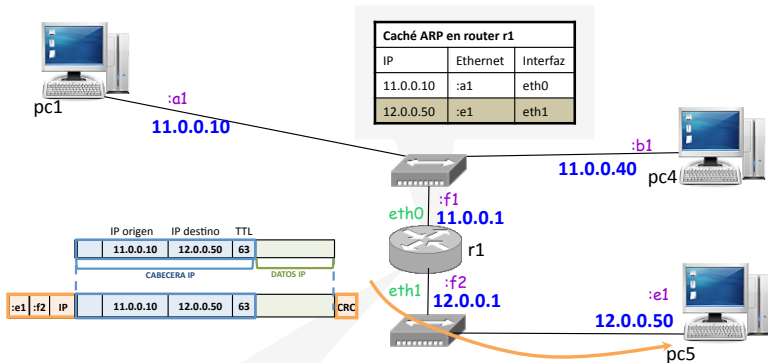 Caché ARP en router r1
IP Ethernet Interfaz
11.0.0.10 :a1 eth0
12.0.0.50 :e1 eth1
pc1
:a1
11.0.0.10
:b1
11.0.0.40
pc4
:f1
eth0
11.0.0.1
r1
IP origen IP destino TTL
11.0.0.10 12.0.0.50 63
CABECERA IP DATOS IP
:e1 :f2 IP 11.0.0.10 12.0.0.50 63 CRC
eth1
:f2
12.0.0.1
:e1
12.0.0.50
pc5